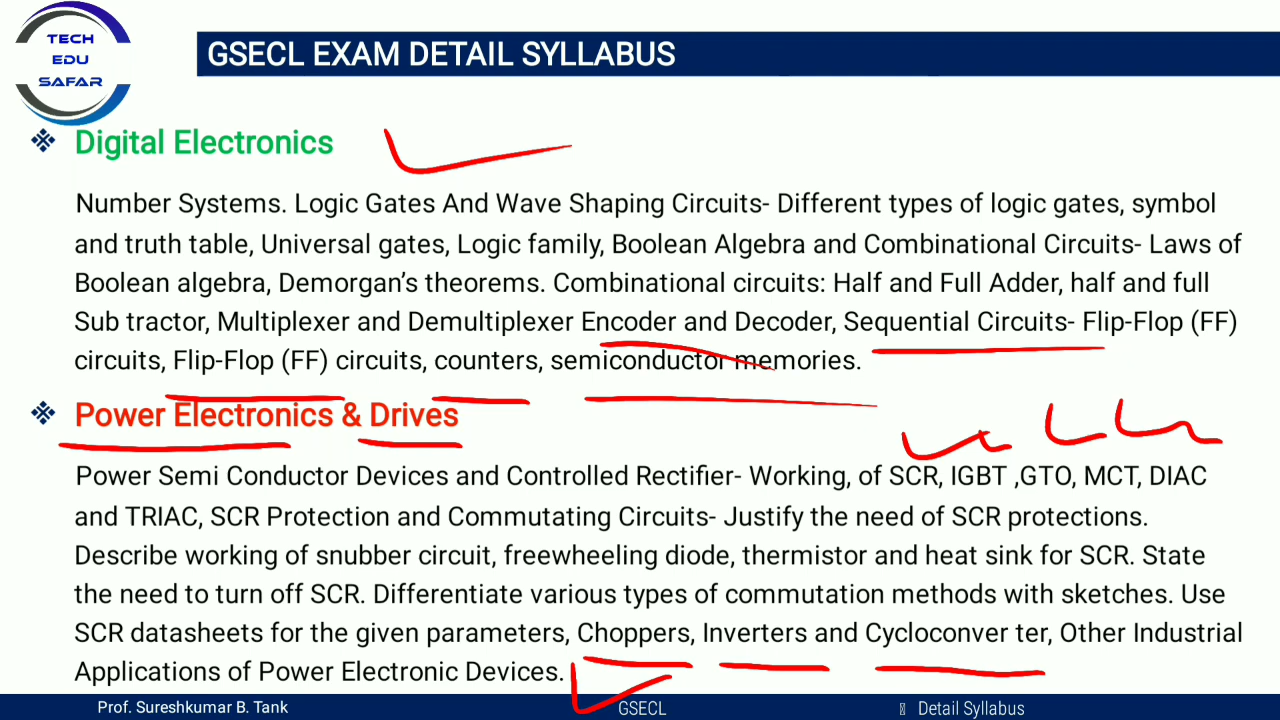 TECH
EDU
SAFAR
GSECL EXAM DETAIL SYLLABUS
Digital Electronics
Number Systems. Logic Gates And Wave Shaping Circuits- Different types of logic gates, symbol
and truth table, Universal gates, Logic family, Boolean Algebra and Combinational Circuits- Laws of
Boolean algebra, Demorgan’s theorems. Combinational circuits: Half and Full Adder, half and full
Sub tractor, Multiplexer and Demultiplexer Encoder and Decoder, Sequential Circuits- Flip-Flop (FF)
circuits, Flip-Flop (FF) circuits, counters, semiconductor memories.
Power Electronics & Drives
Power Semi Conductor Devices and Controlled Rectifier- Working, of SCR, IGBT ,GTO, MCT, DIAC
and TRIAC, SCR Protection and Commutating Circuits- Justify the need of SCR protections.
Describe working of snubber circuit, freewheeling diode, thermistor and heat sink for SCR. State
the need to turn off SCR. Differentiate various types of commutation methods with sketches. Use
SCR datasheets for the given parameters, Choppers, Inverters and Cycloconver ter, Other Industrial
Applications of Power Electronic Devices.
Prof. Sureshkumar B. Tank GSECL Detail Syllabus